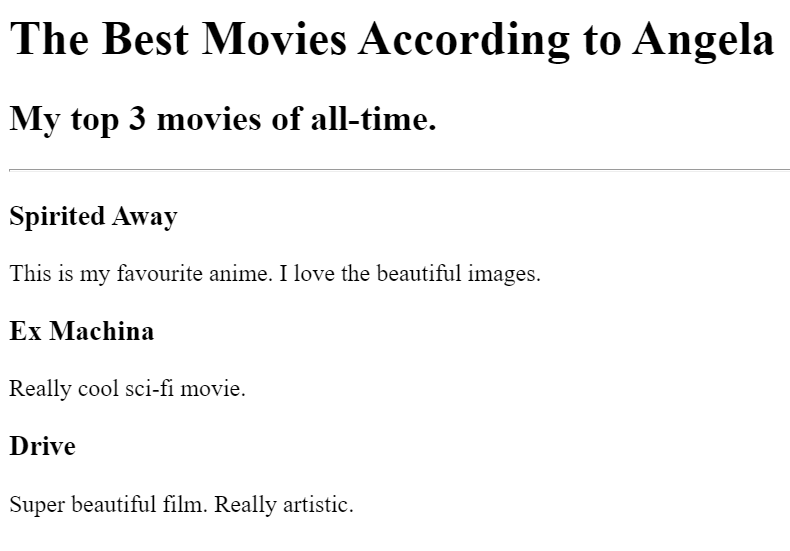 The Best Movies According to Angela
My top 3 movies of all-time.
Spirited Away
This is my favourite anime. I love the beautiful images.
Ex Machina
Really cool sci-fi movie.
Drive
Super beautiful film. Really artistic.